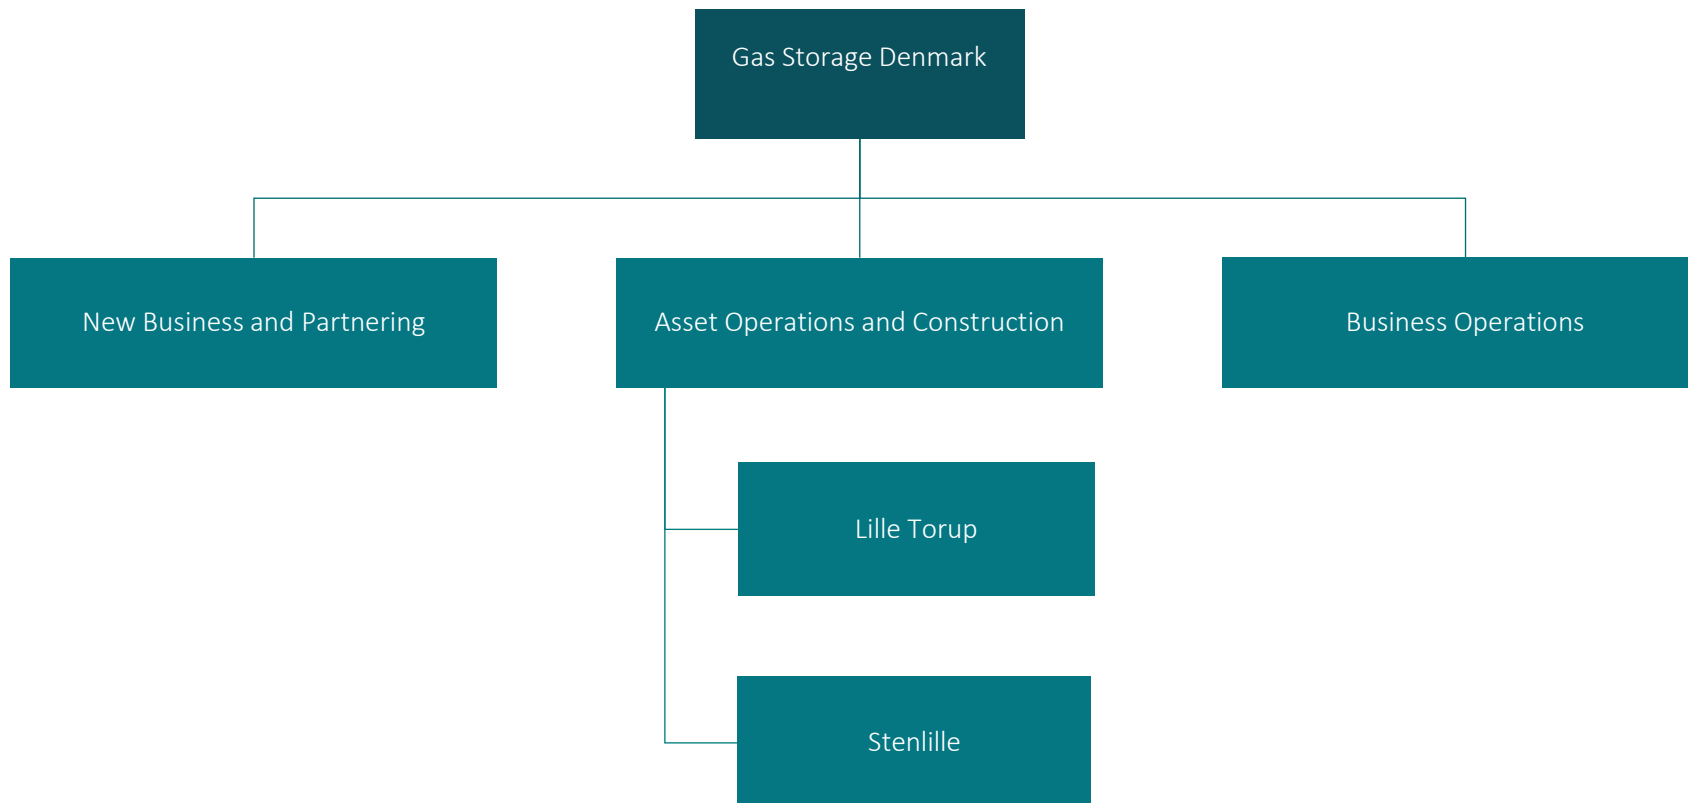 Gas Storage Denmark
New Business and Partnering
Asset Operations and Construction
Business Operations
Lille Torup
Stenlille